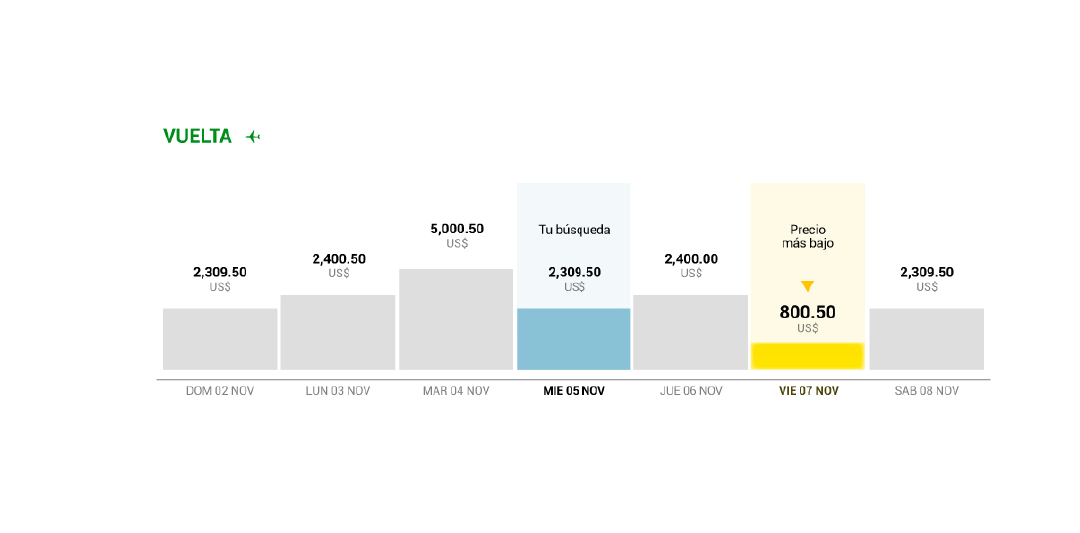 VUELTA
5,000.50
US$
Tu búsqueda
Precio
más bajo
2,400.50
US$
2,400.00
US$
2,309.50
US$
2,309.50
US$
2,309.50
US$
800.50
US$
DOM 02 NOV
LUN 03 NOV
MAR 04 NOV
MIE 05 NOV
JUE 06 NOV
VIE 07 NOV
SAB 08 NOV